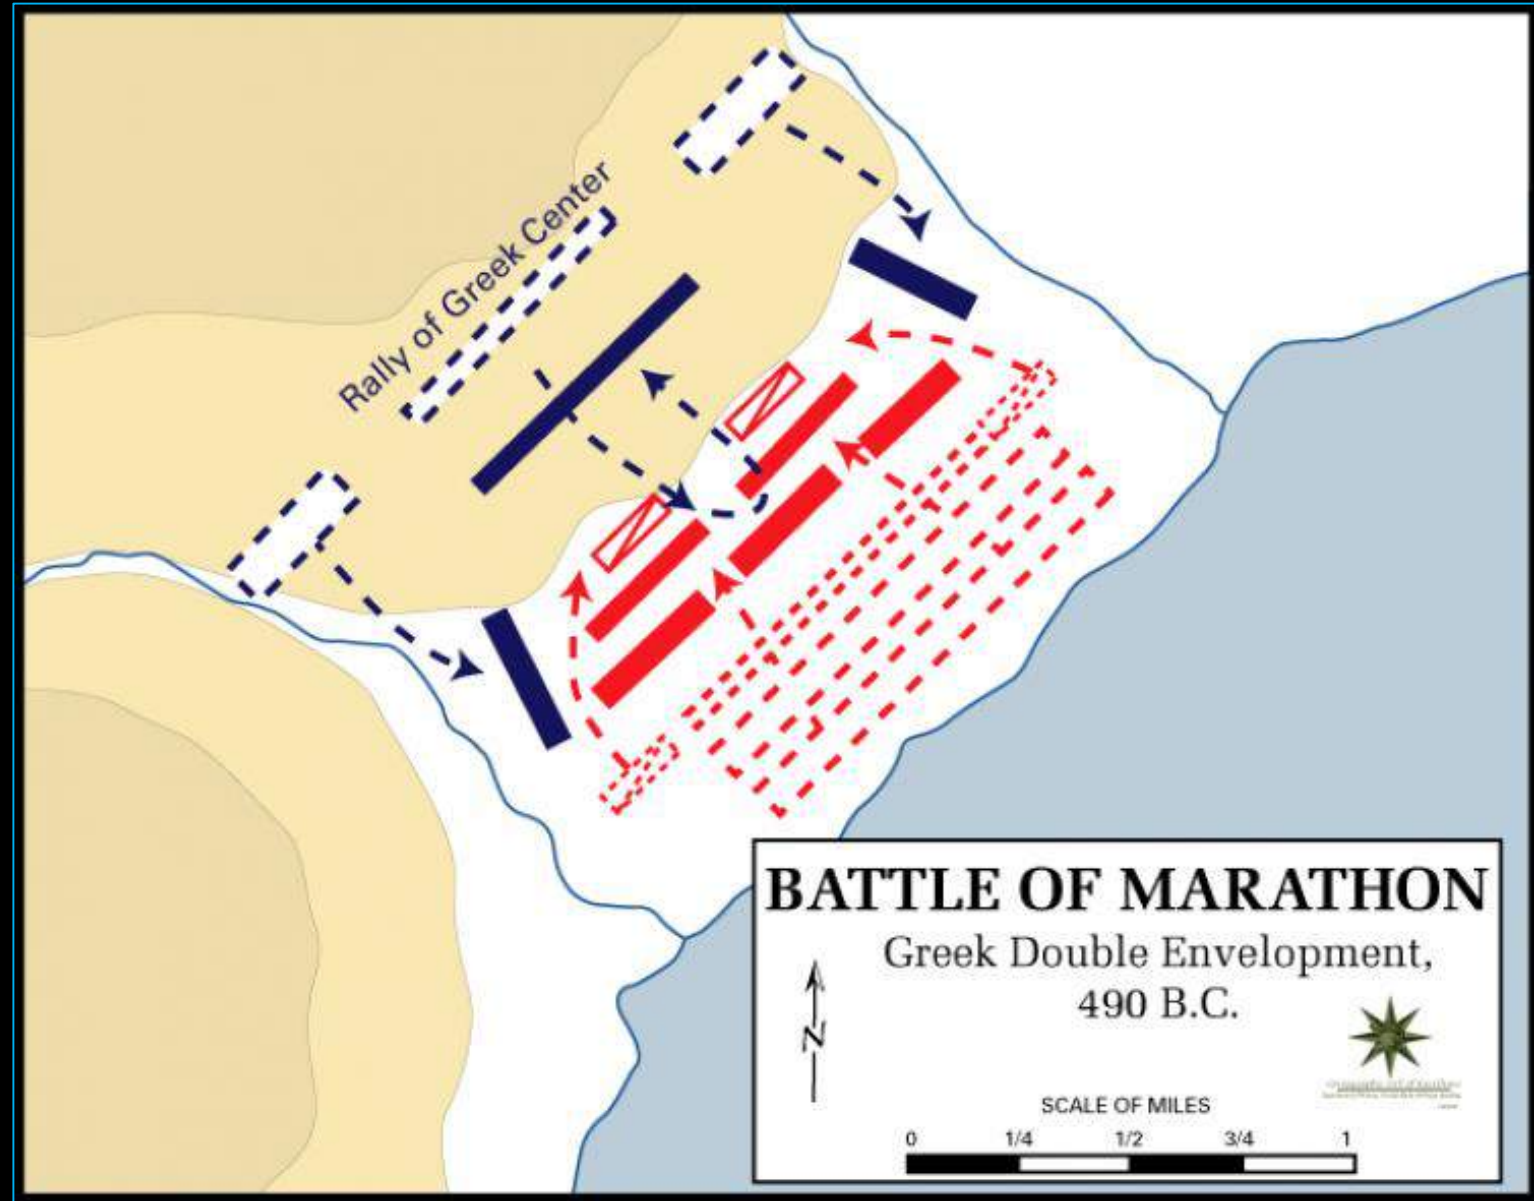 Rally of Greek Center
BATTLE OF MARATHON
Greek Double Envelopment,
490 B.C.
N
SCALE OF MILES
0 1/4 1/2 3/4 1